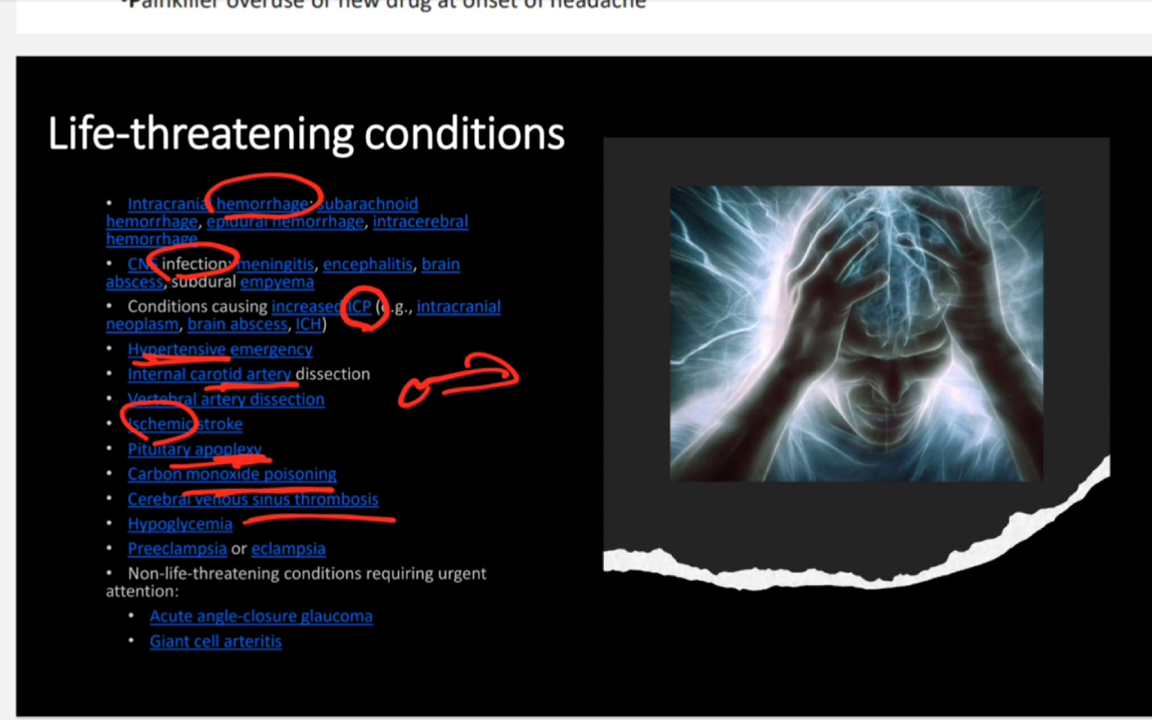 •Painkiller overuse or new drug at onset of headache
Life-threatening conditions
• Intracranial hemorrhage: subarachnoid
hemorrhage, epidural hemorrhage, intracerebral
hemorrhage
• CNS infection: meningitis, encephalitis, brain
abscess, subdural empyema
• Conditions causing increased ICP (e.g., intracranial
neoplasm, brain abscess, ICH)
• Hypertensive emergency
• Internal carotid artery dissection
• Vertebral artery dissection
• Ischemic stroke
• Pituitary apoplexy
• Carbon monoxide poisoning
• Cerebral venous sinus thrombosis
• Hypoglycemia
• Preeclampsia or eclampsia
• Non-life-threatening conditions requiring urgent
attention:
• Acute angle-closure glaucoma
• Giant cell arteritis